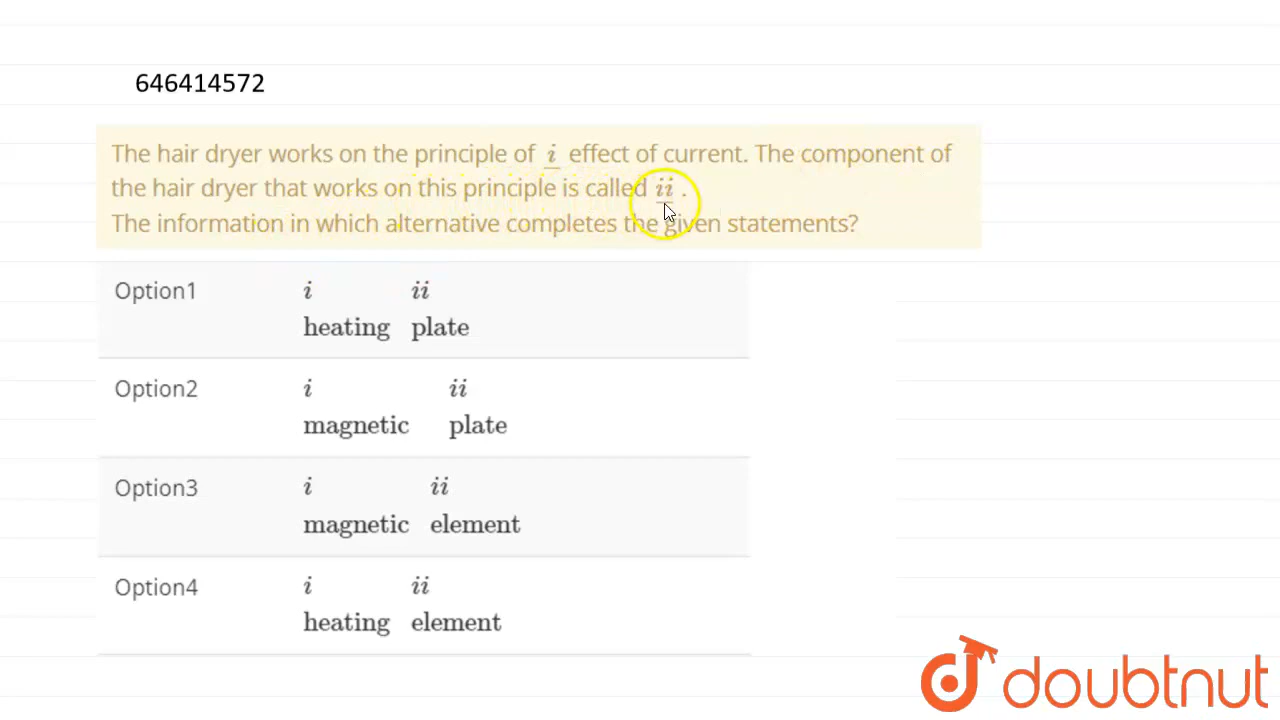 646414572
The hair dryer works on the principle of i effect of current. The component of
the hair dryer that works on this principle is called ii .
The information in which alternative completes the given statements?
Option1 i ii
heating plate
Option2 i ii
magnetic plate
Option3 i ii
magnetic element
Option4 i ii
heating element
doubtnut